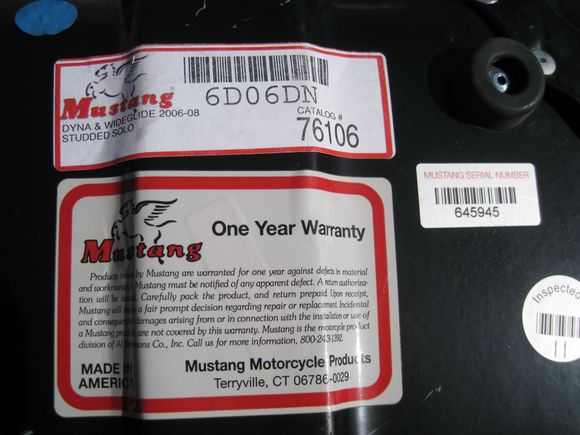 Mustang
DYNA & WIDEGLIDE 2006-08
STUDDED SOLO
6D06DN
CATALOG #
76106
MUSTANG SERIAL NUMBER
645945
Mustang
One Year Warranty
Products made by Mustang are warranted for one year against defects in material
and workmanship. Mustang must be notified of any apparent defect. A return authoriza-
tion will be issued. Carefully pack the product, and return prepaid. Upon receipt,
Mustang will make a fair prompt decision regarding repair or replacement. Incidental
and consequential damages arising from or in connection with the installation or use of
a Mustang product are not covered by this warranty. Mustang is the motorcycle product
division of Al Simmons Co., Inc. Call us for more information, 800-243-1392.
MADE IN
AMERICA
Mustang Motorcycle Products
Terryville, CT 06786-0029
Inspected
11